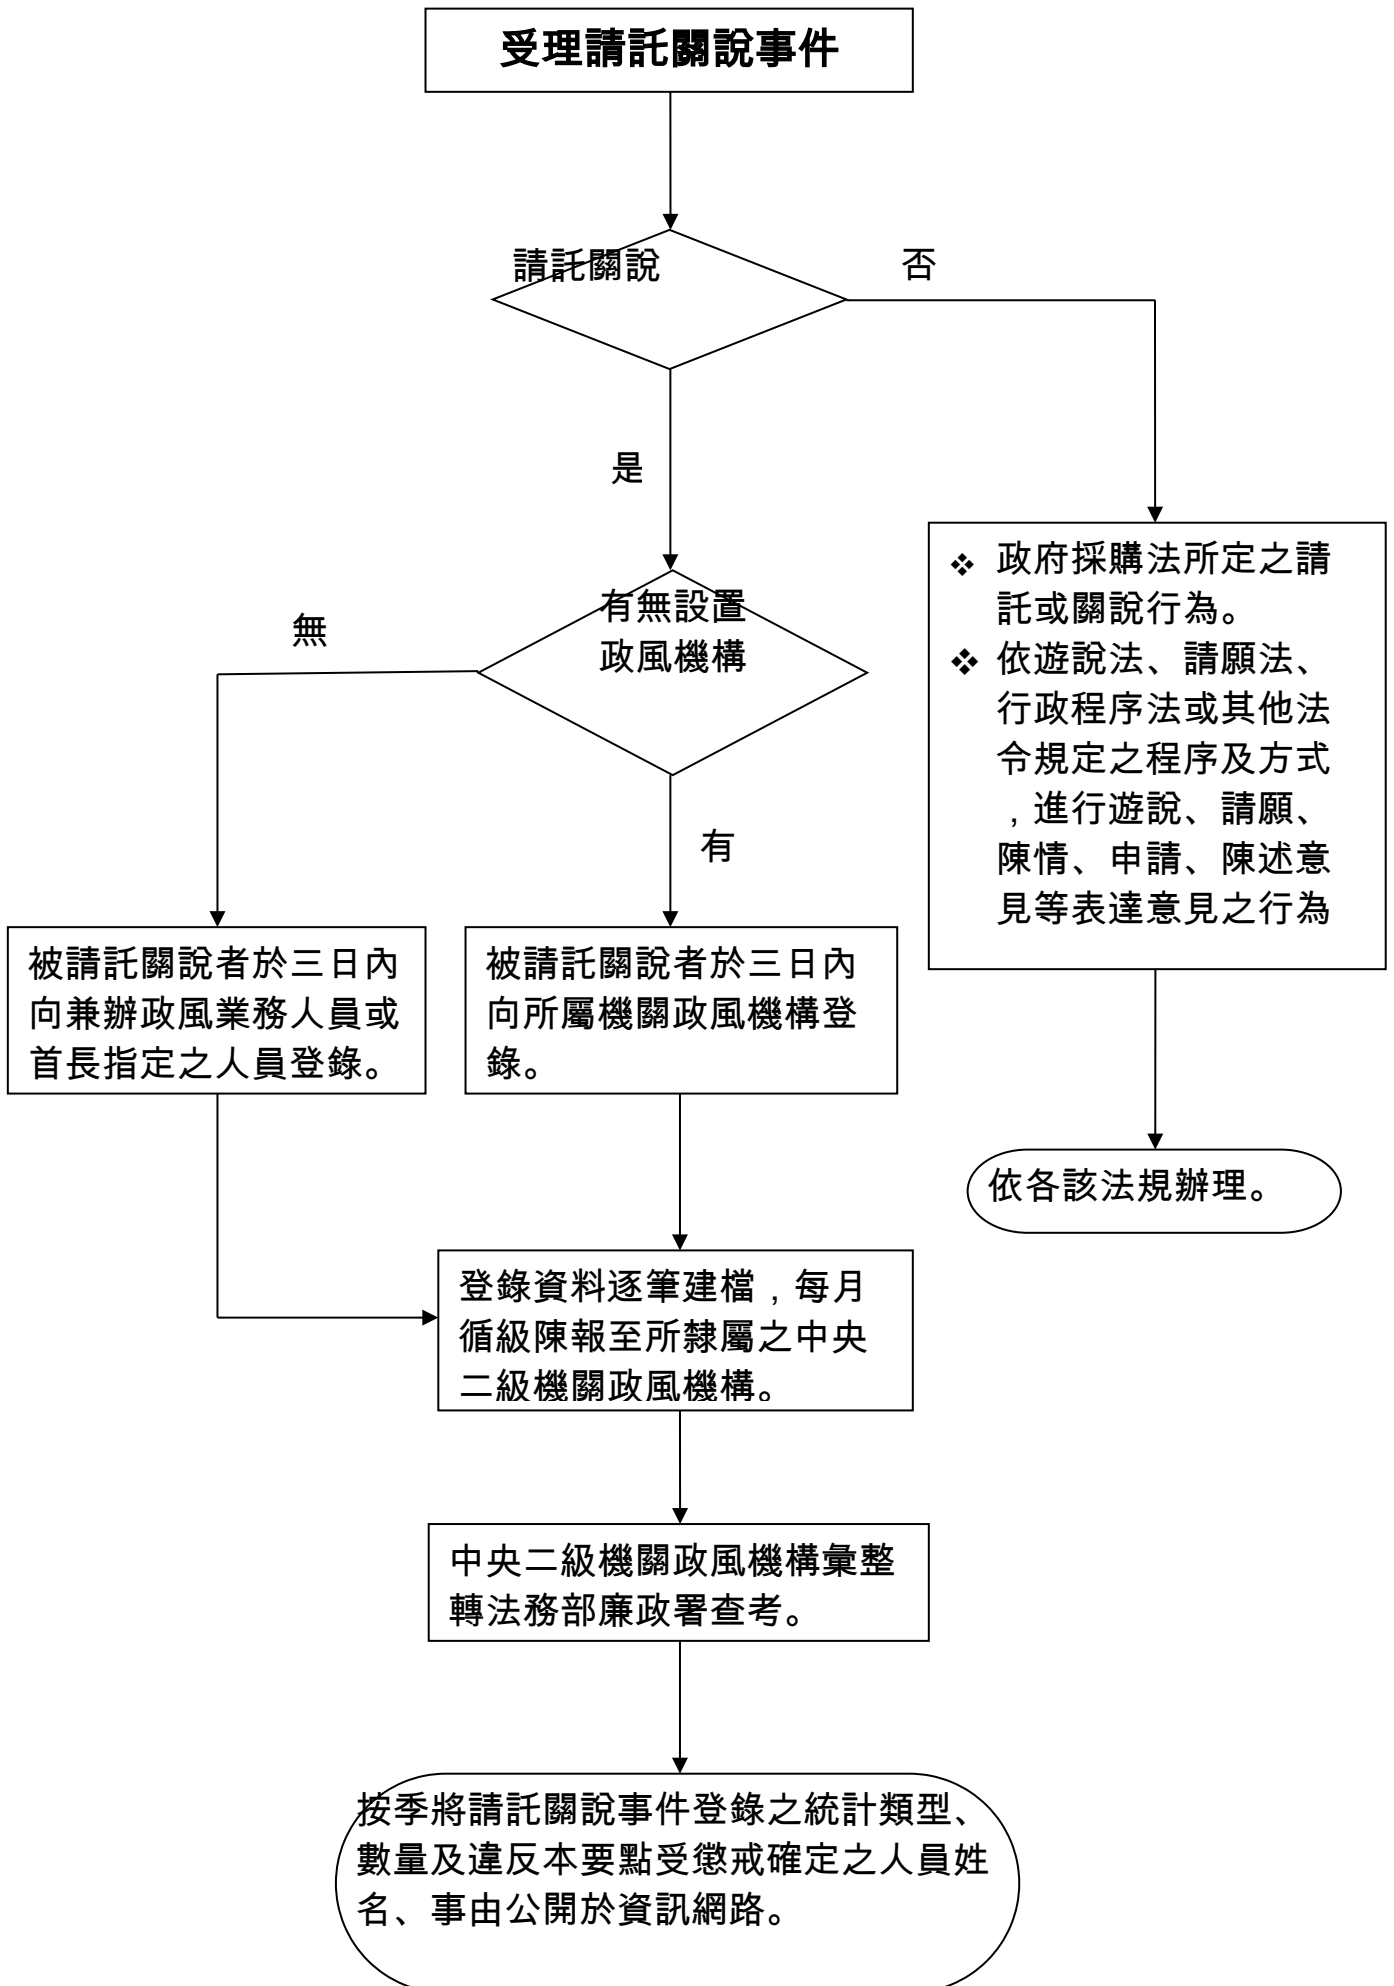 受理請託關說事件
請託關說
否
是
有無設置
政風機構
無
有
❖ 政府採購法所定之請
託或關說行為。
❖ 依遊說法、請願法、
行政程序法或其他法
令規定之程序及方式
，進行遊說、請願、
陳情、申請、陳述意
見等表達意見之行為
被請託關說者於三日內
向兼辦政風業務人員或
首長指定之人員登錄。
被請託關說者於三日內
向所屬機關政風機構登
錄。
依各該法規辦理。
登錄資料逐筆建檔，每月
循級陳報至所隸屬之中央
二級機關政風機構。
中央二級機關政風機構彙整
轉法務部廉政署查考。
按季將請託關說事件登錄之統計類型、
數量及違反本要點受懲戒確定之人員姓
名、事由公開於資訊網路。